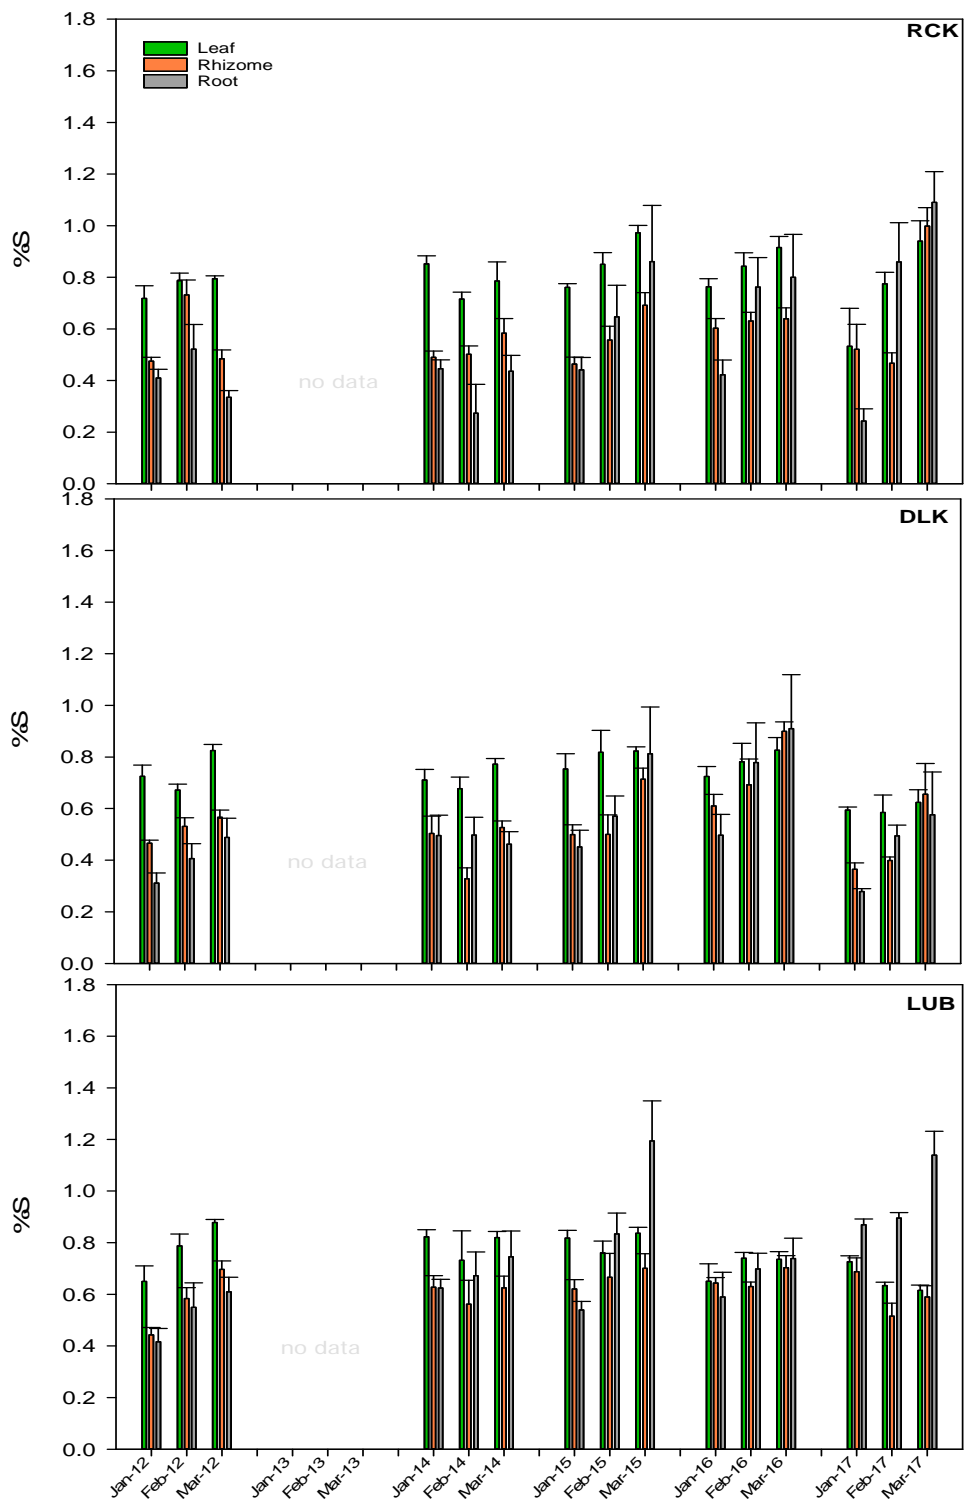 1.8
RCK
Leaf
1.6
Rhizome
Root
1.4
1.2
1.0
%S
0.8
0.6
0.4
no data
0.2
0.0
1.8
DLK
1.6
1.4
1.2
1.0
%S
0.8
0.6
0.4
no data
0.2
0.0
1.8
LUB
1.6
1.4
1.2
1.0
%S
0.8
0.6
0.4
no data
0.2
0.0
Jan-12 Feb-12 Mar-12 Jan-13 Feb-13 Mar-13 Jan-14 Feb-14 Mar-14 Jan-15 Feb-15 Mar-15 Jan-16 Feb-16 Mar-16 Jan-17 Feb-17 Mar-17